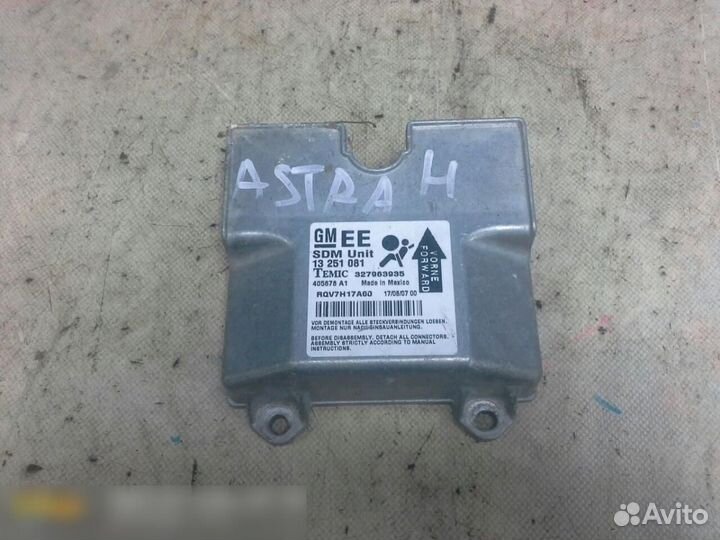 ASTRA H
GM EE
SDM Unit
13 251 081
TEMIC 327963935
405678 A1 Made in Mexico
RQV7H17A60 17/08/07 00
VORNE
FORWARD
VOR DEMONTAGE ALLE STECKVERBINDUNGEN LOESEN.
MONTAGE NUR NACH EINBAUANLEITUNG.
BEFORE DISASSEMBLY, DETACH ALL CONNECTORS.
ASSEMBLY STRICTLY ACCORDING TO MANUAL
INSTRUCTIONS.
Avito